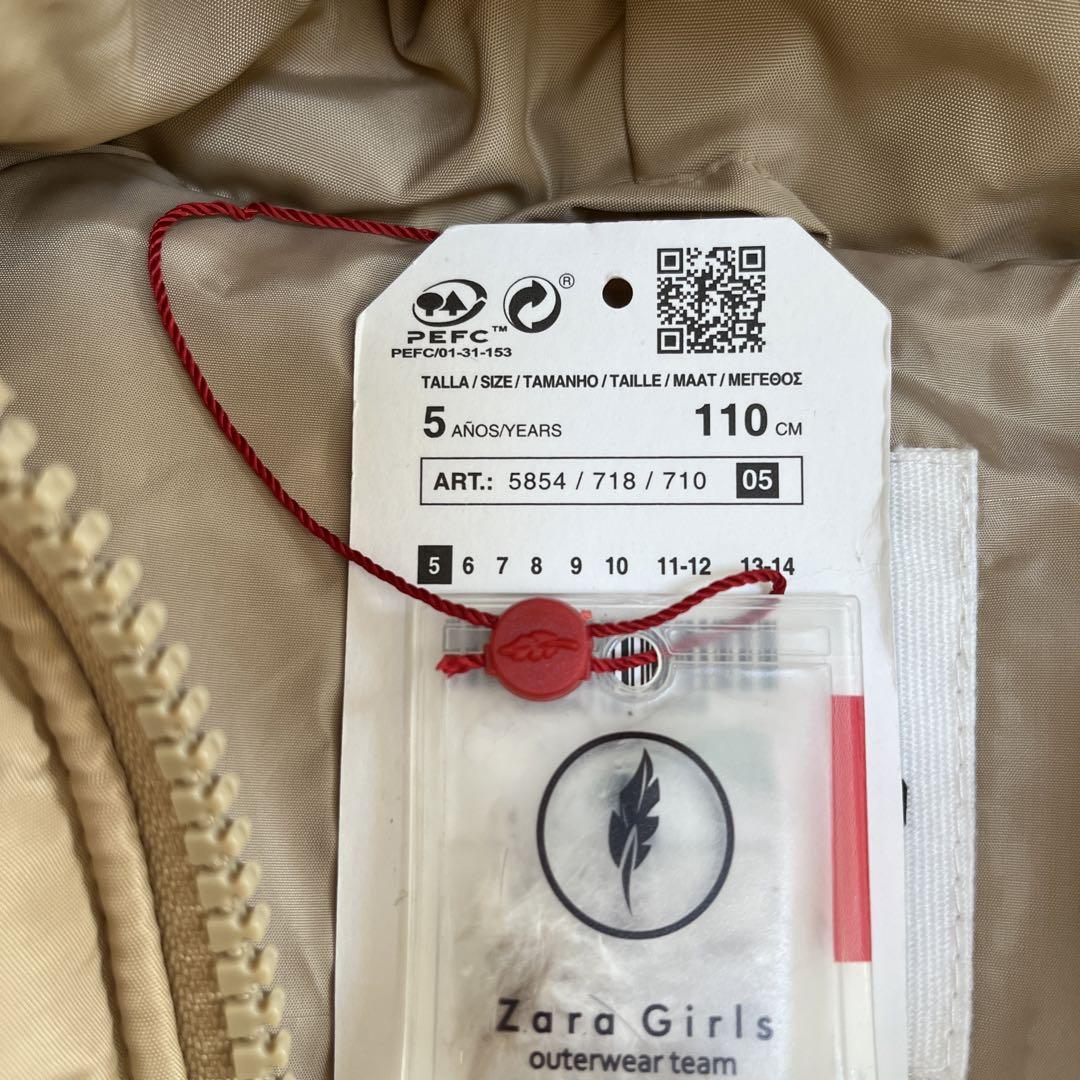 ®
PEFC™
PEFC/01-31-153
TALLA / SIZE / TAMANHO / TAILLE / MAAT / ΜΕΓΕΘΟΣ
5 AÑOS/YEARS 110 CM
ART.: 5854 / 718 / 710 05
5 6 7 8 9 10 11-12 13-14
Zara Girls
outerwear team